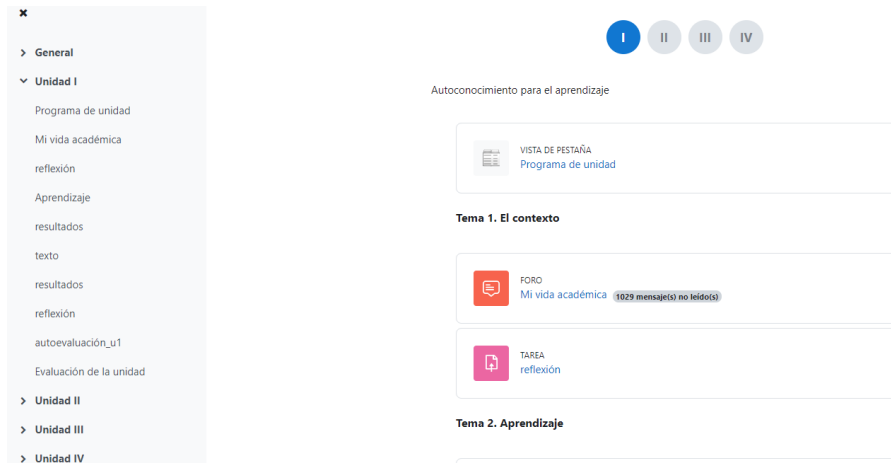 ✖
General
Unidad I
Programa de unidad
Mi vida académica
reflexión
Aprendizaje
resultados
texto
resultados
reflexión
autoevaluación_u1
Evaluación de la unidad
Unidad II
Unidad III
Unidad IV
I II III IV
Autoconocimiento para el aprendizaje
VISTA DE PESTAÑA
Programa de unidad
Tema 1. El contexto
FORO
Mi vida académica 1029 mensaje(s) no leído(s)
TAREA
reflexión
Tema 2. Aprendizaje